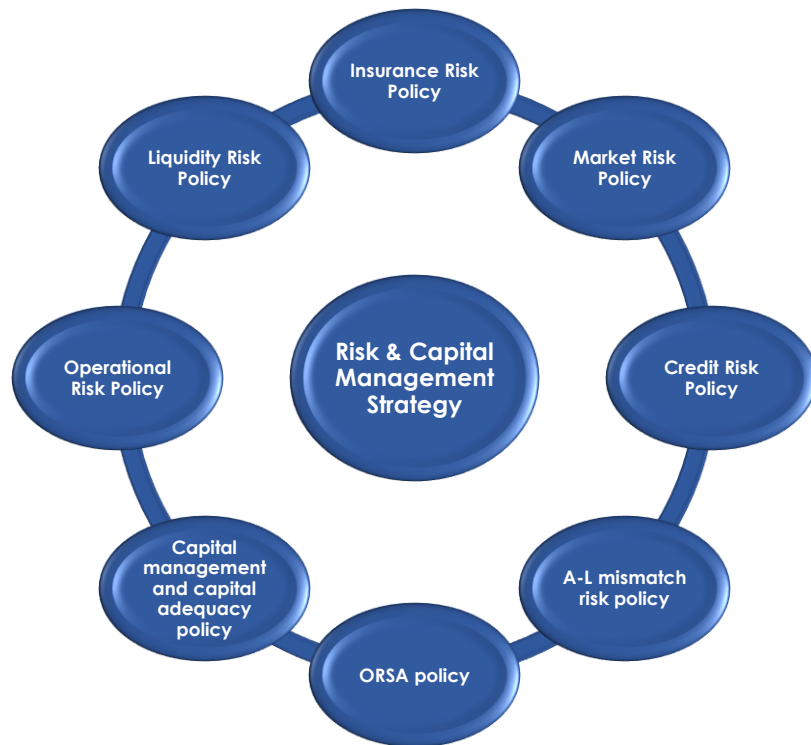 Insurance Risk
Policy
Market Risk
Policy
Credit Risk
Policy
A-L mismatch
risk policy
ORSA policy
Capital
management
and capital
adequacy
policy
Operational
Risk Policy
Liquidity Risk
Policy
Risk & Capital
Management
Strategy